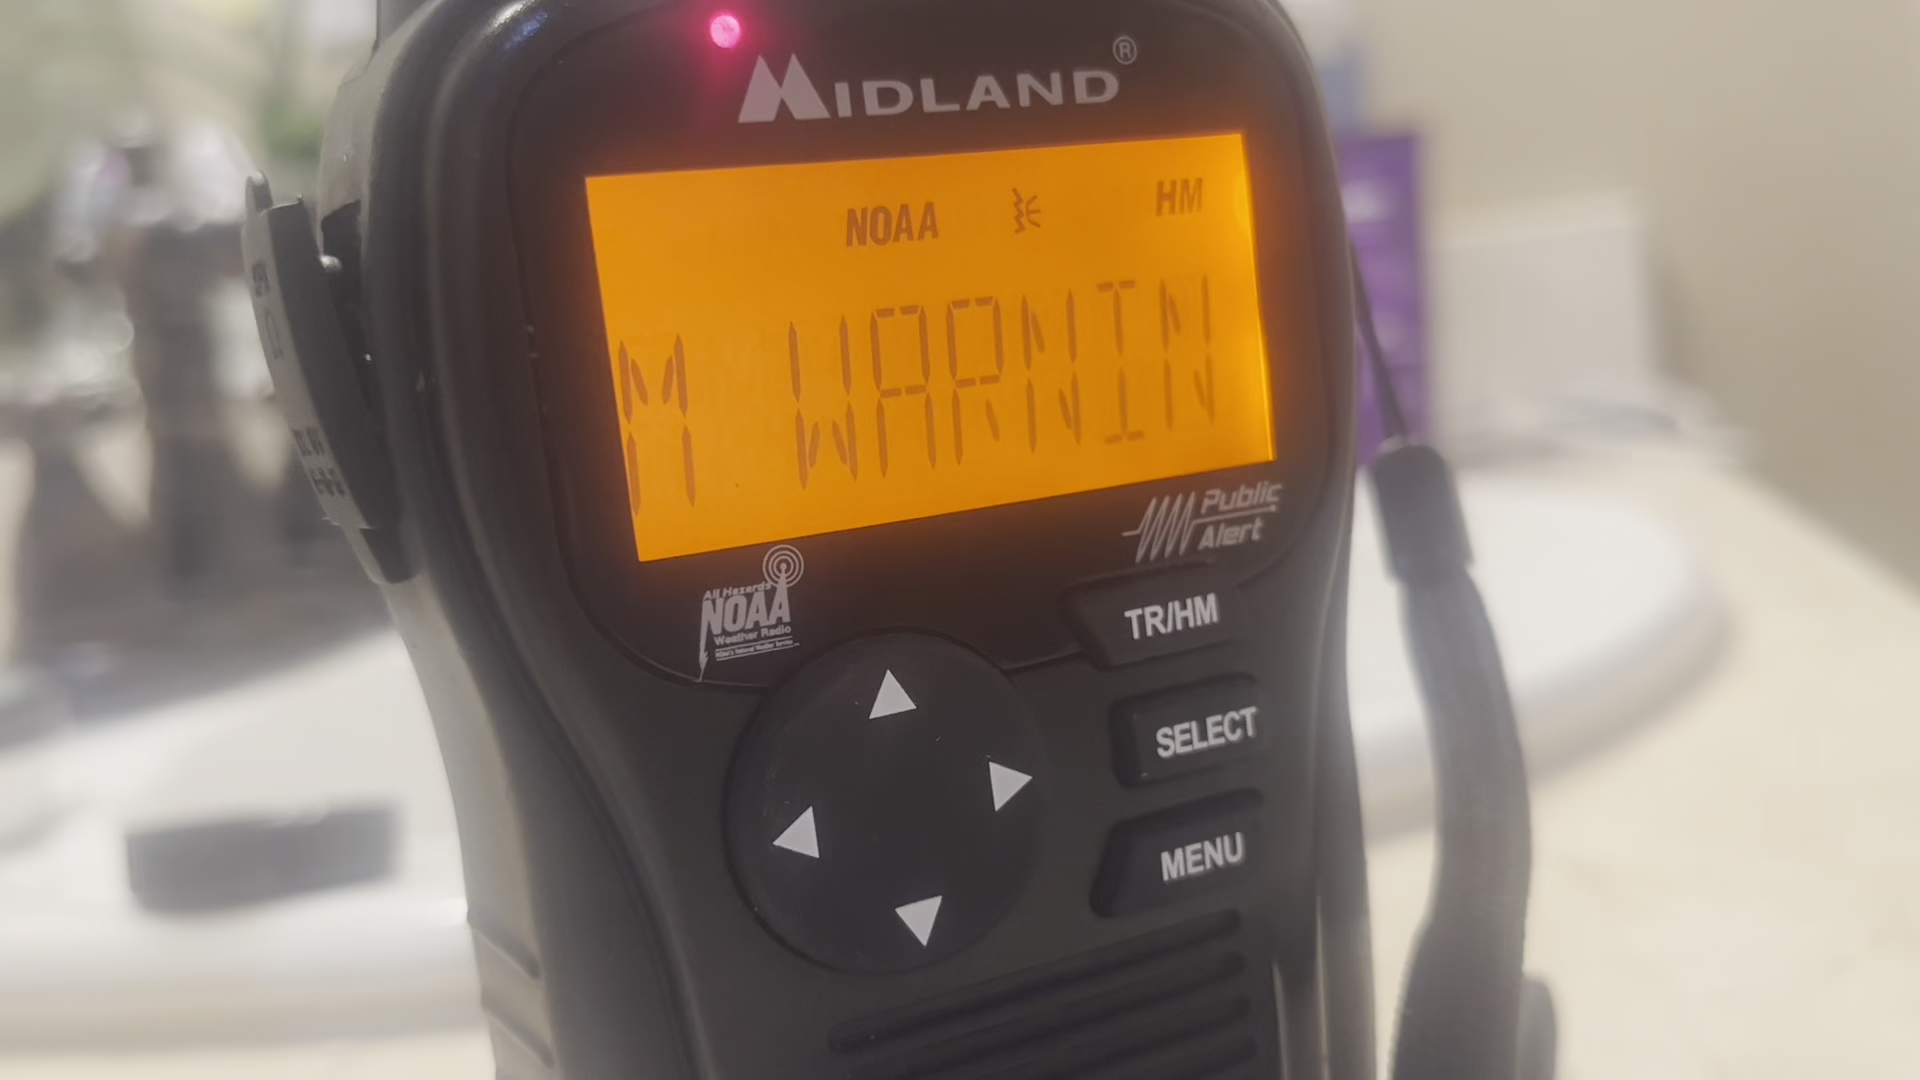 MIDLAND®
NOAA HM
M WARNIN
Public
Alert
All Hazards
NOAA
Weather Radio
TR/HM
SELECT
MENU